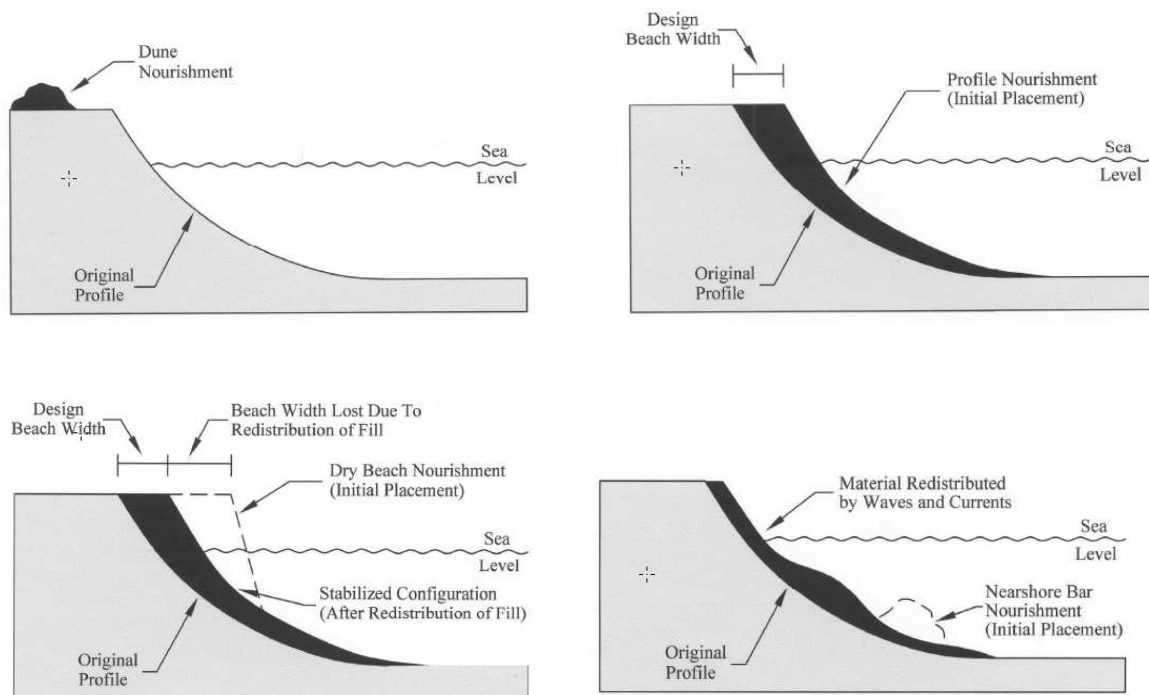 Dune
Nourishment
Sea
Level
Original
Profile
Design
Beach Width
Profile Nourishment
(Initial Placement)
Sea
Level
Original
Profile
Design
Beach Width
Beach Width Lost Due To
Redistribution of Fill
Dry Beach Nourishment
(Initial Placement)
Sea
Level
Stabilized Configuration
(After Redistribution of Fill)
Original
Profile
Material Redistributed
by Waves and Currents
Sea
Level
Nearshore Bar
Nourishment
(Initial Placement)
Original
Profile